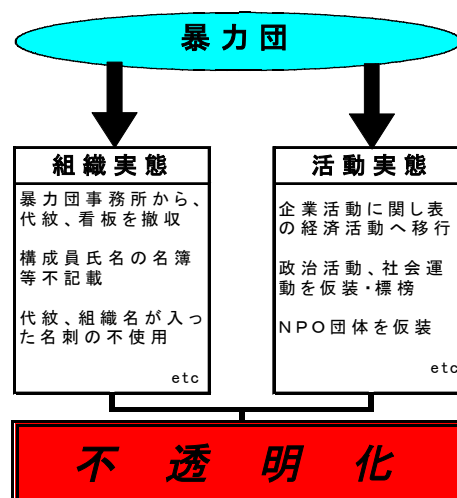 暴力団
組織実態
暴力団事務所から、
代紋、看板を撤収
構成員氏名の名簿
等不記載
代紋、組織名が入っ
た名刺の不使用
etc
活動実態
企業活動に関し表
の経済活動へ移行
政治活動、社会運
動を仮装・標榜
NPO団体を仮装
etc
不透明化